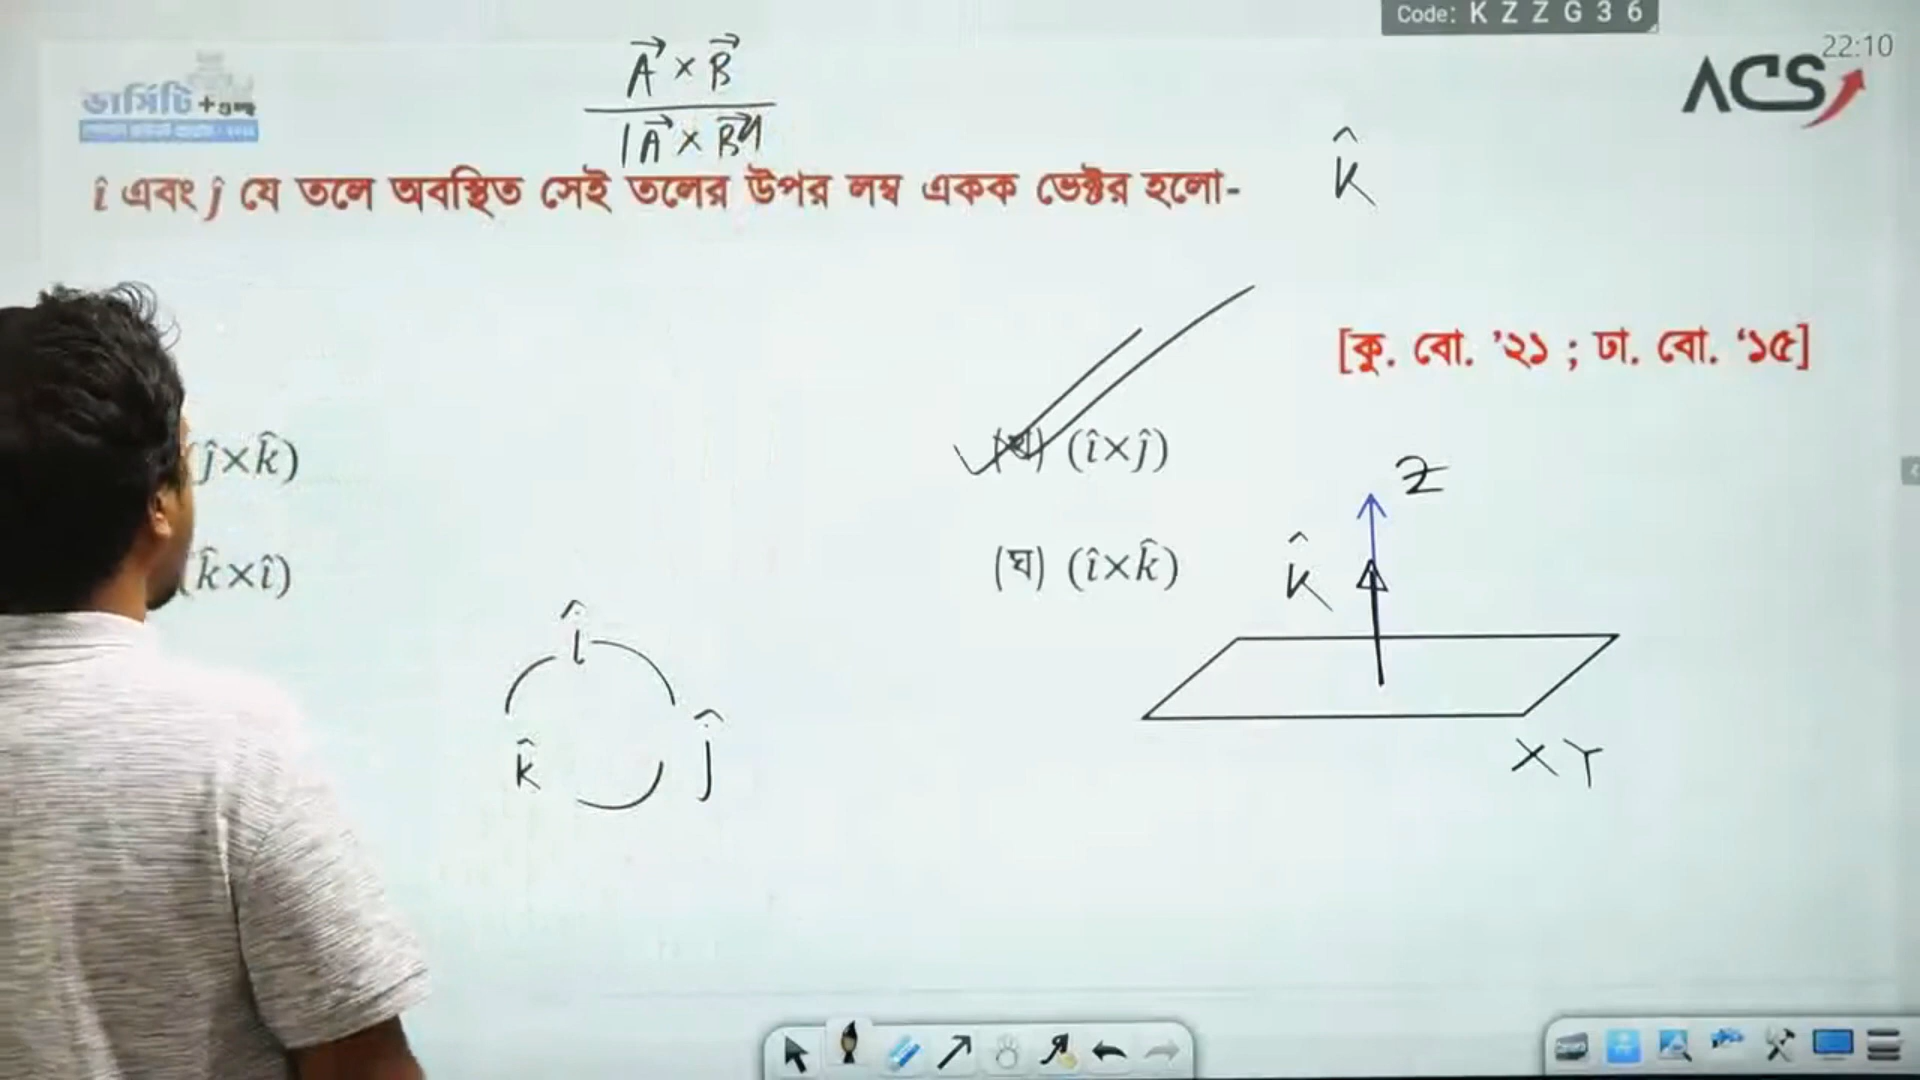 Code: K Z Z G 3 6
22:10
ভার্সিটি +
ACS
A⃗ × B⃗
|A⃗ × B⃗|
k̂
î এবং ĵ যে তলে অবস্থিত সেই তলের উপর লম্ব একক ভেক্টর হলো-
[কু. বো. '২১ ; ঢা. বো. '১৫]
(ĵ×k̂)
(î×ĵ)
(k̂×î)
(ঘ) (î×k̂)
Z
k̂
î
k̂
ĵ
XY